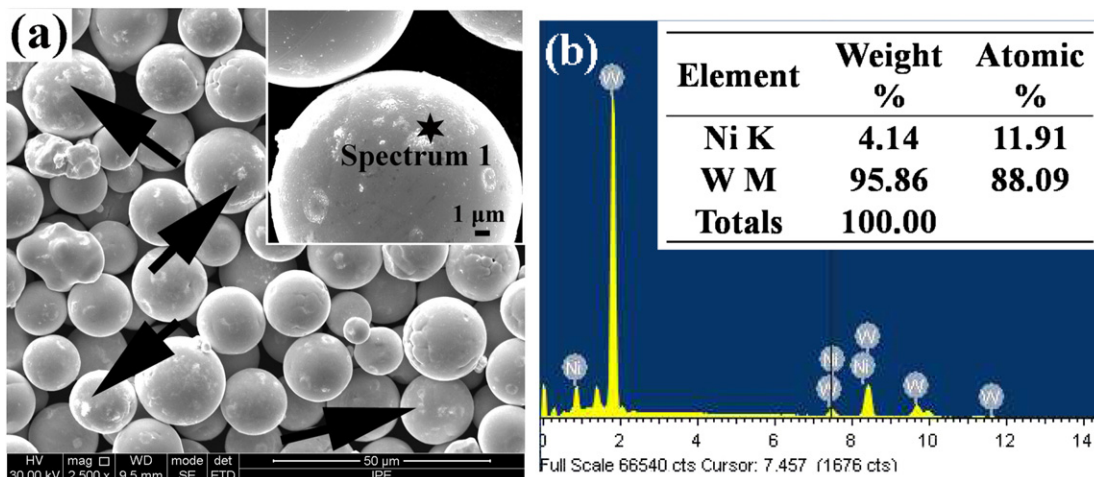 (a)
Spectrum 1
1 μm
HV mag □ WD mode det 50 μm
30.00 kV 2,500 x 9.5 mm SE ETD IPE
(b)
Element Weight % Atomic %
Ni K 4.14 11.91
W M 95.86 88.09
Totals 100.00
W
Ni
Ni
W
W
Ni
W
W
0 2 4 6 8 10 12 14
Full Scale 66540 cts Cursor: 7.457 (1676 cts)